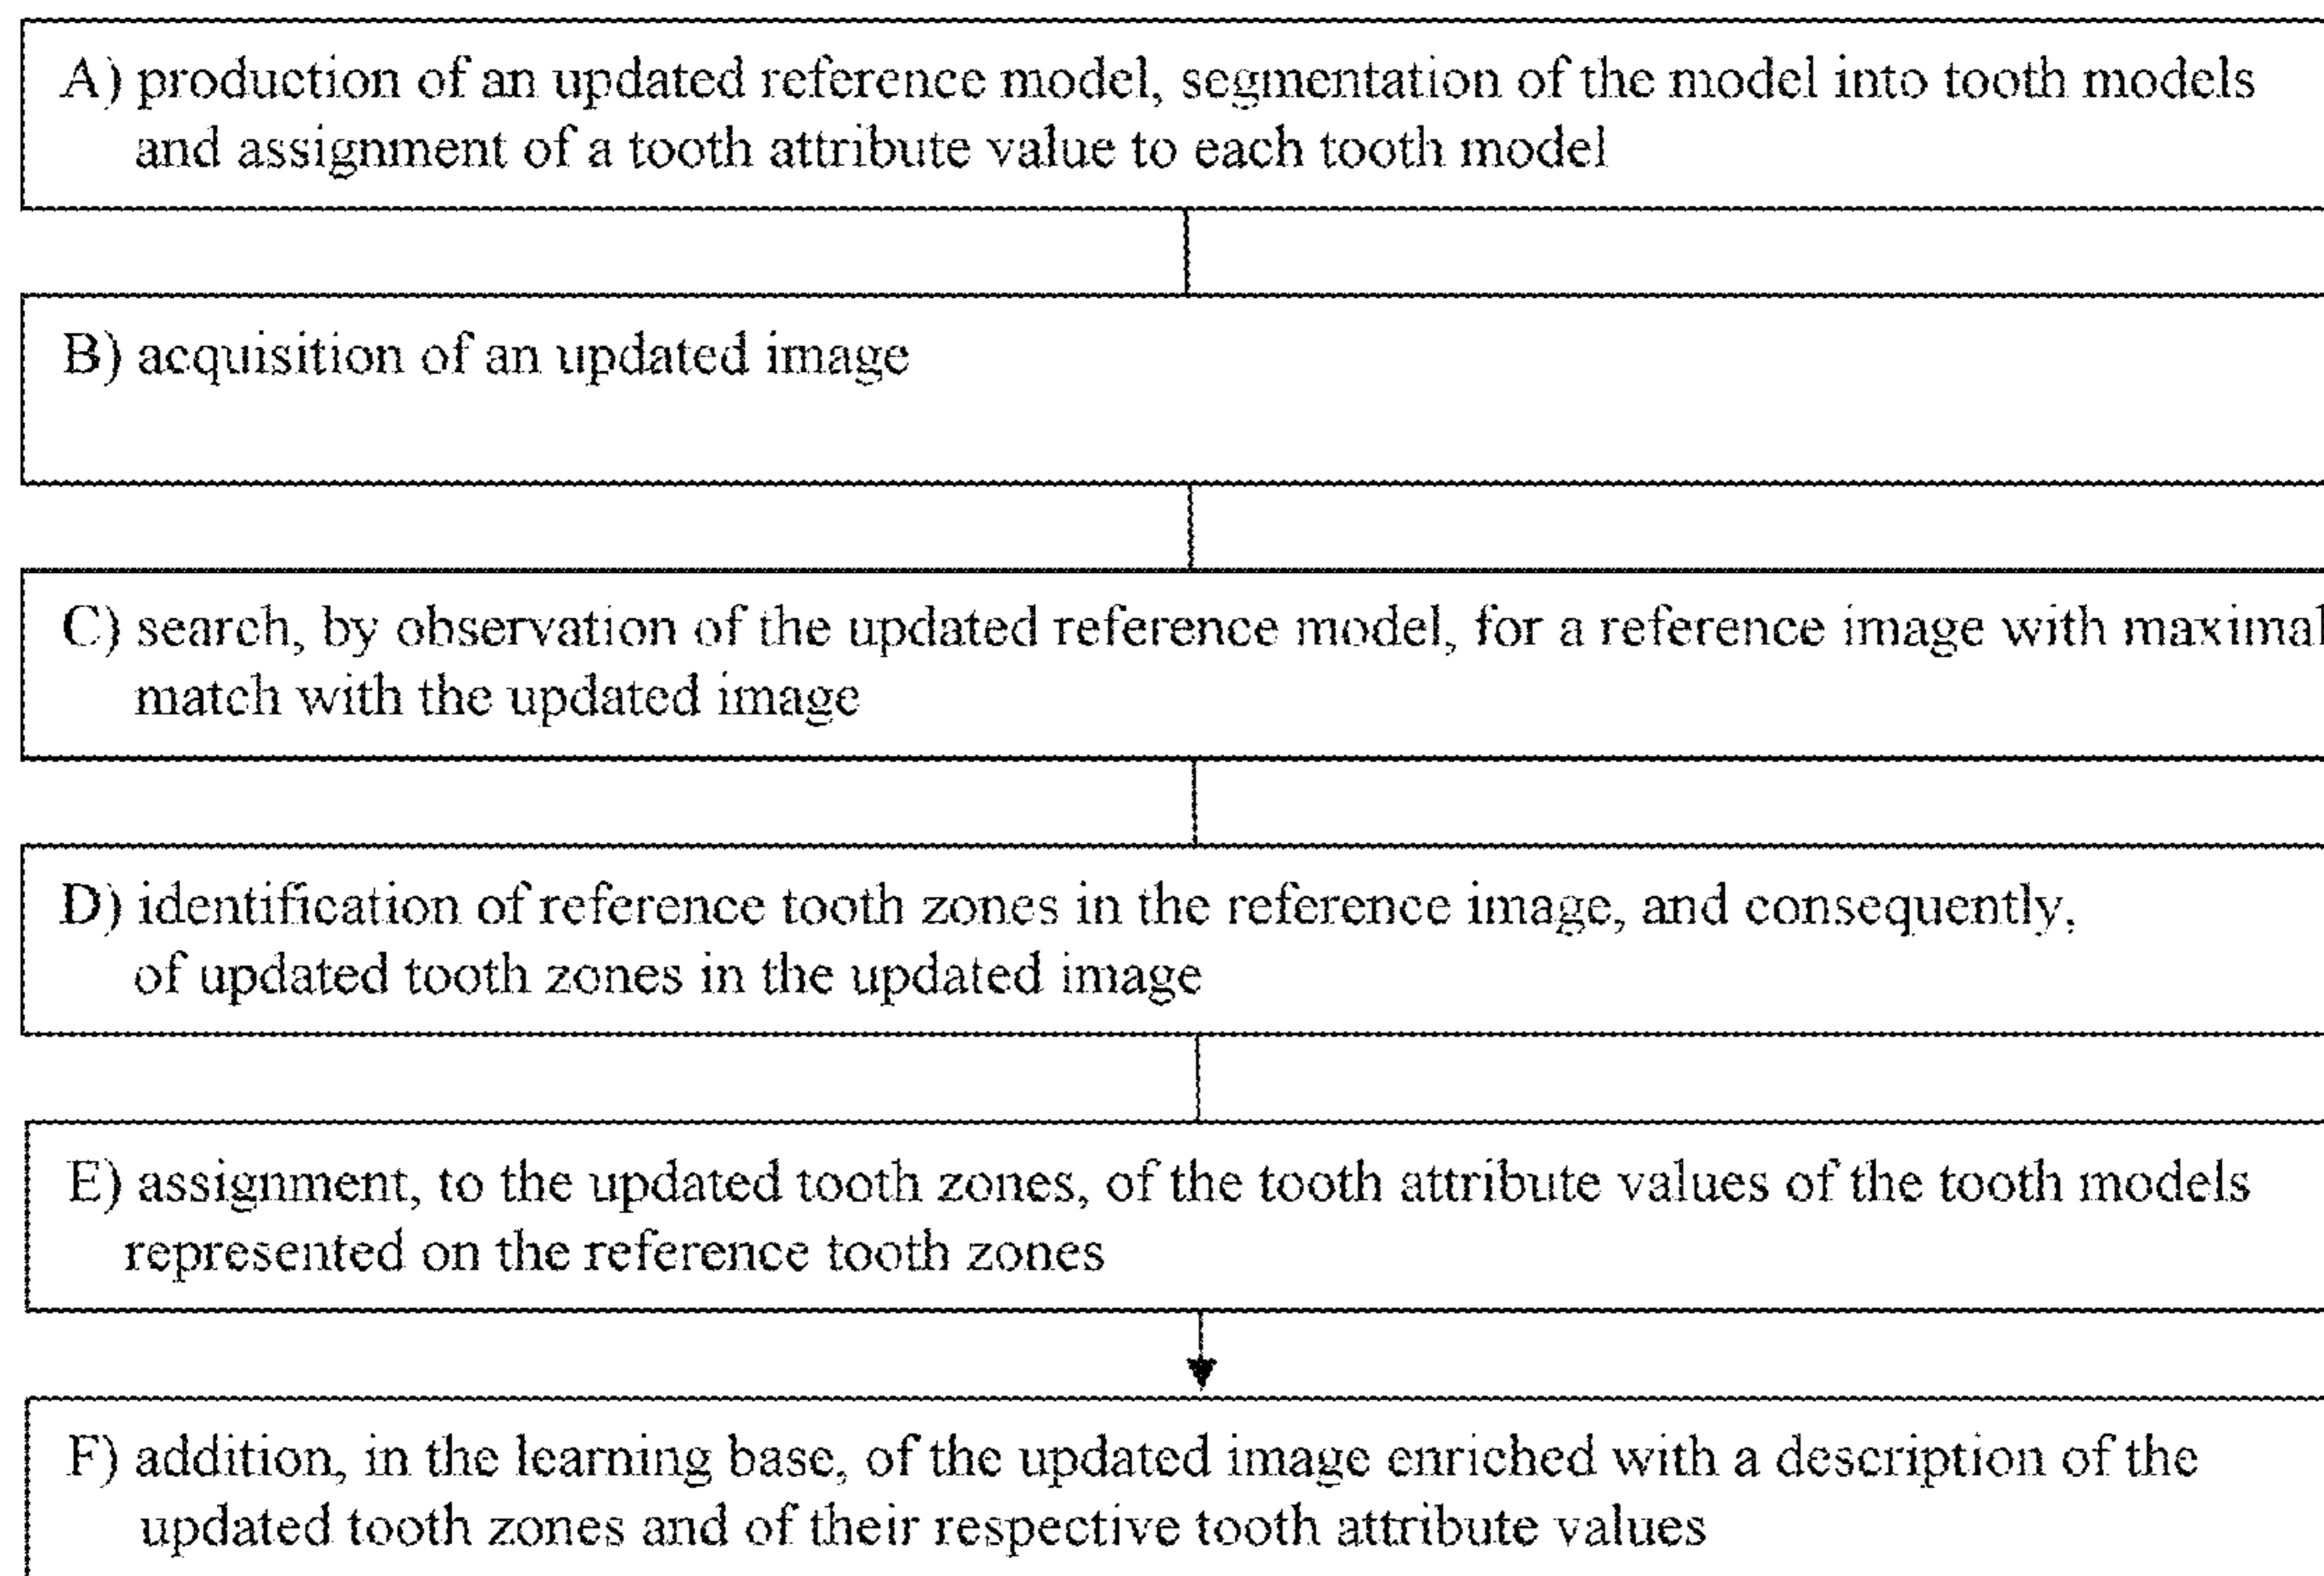 A) production of an updated reference model, segmentation of the model into tooth models
and assignment of a tooth attribute value to each tooth model
B) acquisition of an updated image
C) search, by observation of the updated reference model, for a reference image with maximal
match with the updated image
D) identification of reference tooth zones in the reference image, and consequently,
of updated tooth zones in the updated image
E) assignment, to the updated tooth zones, of the tooth attribute values of the tooth models
represented on the reference tooth zones
F) addition, in the learning base, of the updated image enriched with a description of the
updated tooth zones and of their respective tooth attribute values